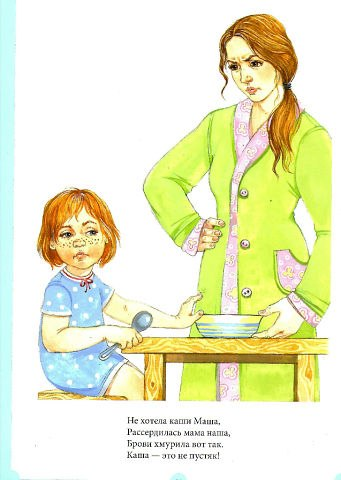 Не хотела каши Маша,
Рассердилась мама наша,
Брови хмурила вот так.
Каша — это не пустяк!